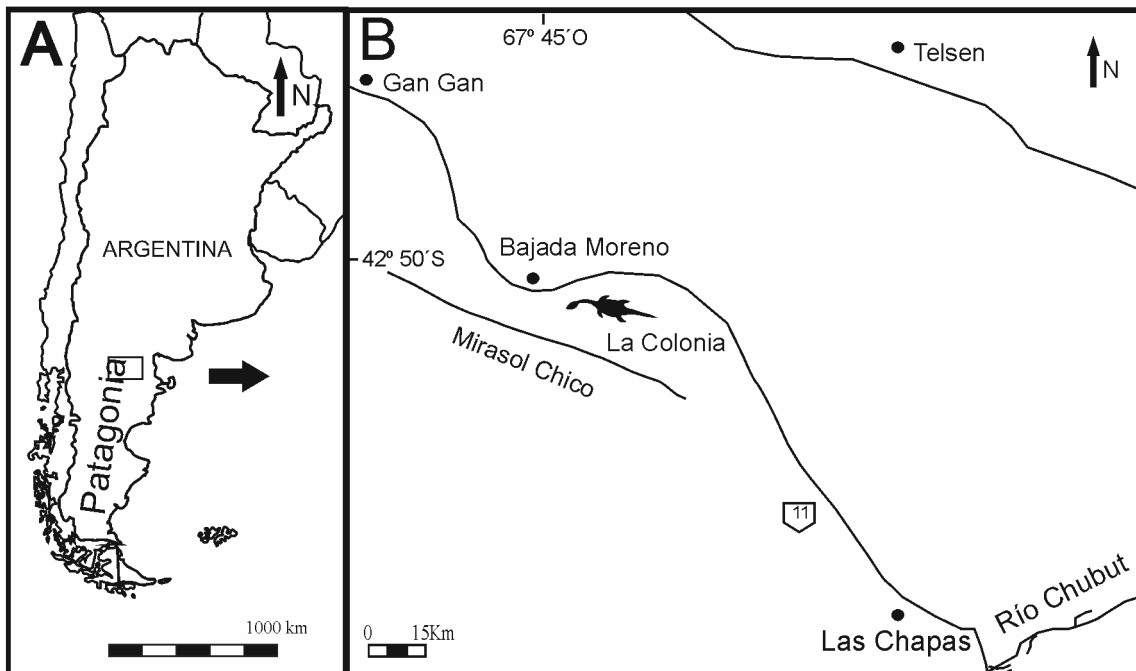 A
N
ARGENTINA
Patagonia
1000 km
B
67º 45´O
Telsen
N
Gan Gan
Bajada Moreno
42º 50´S
La Colonia
Mirasol Chico
11
Río Chubut
Las Chapas
0 15Km